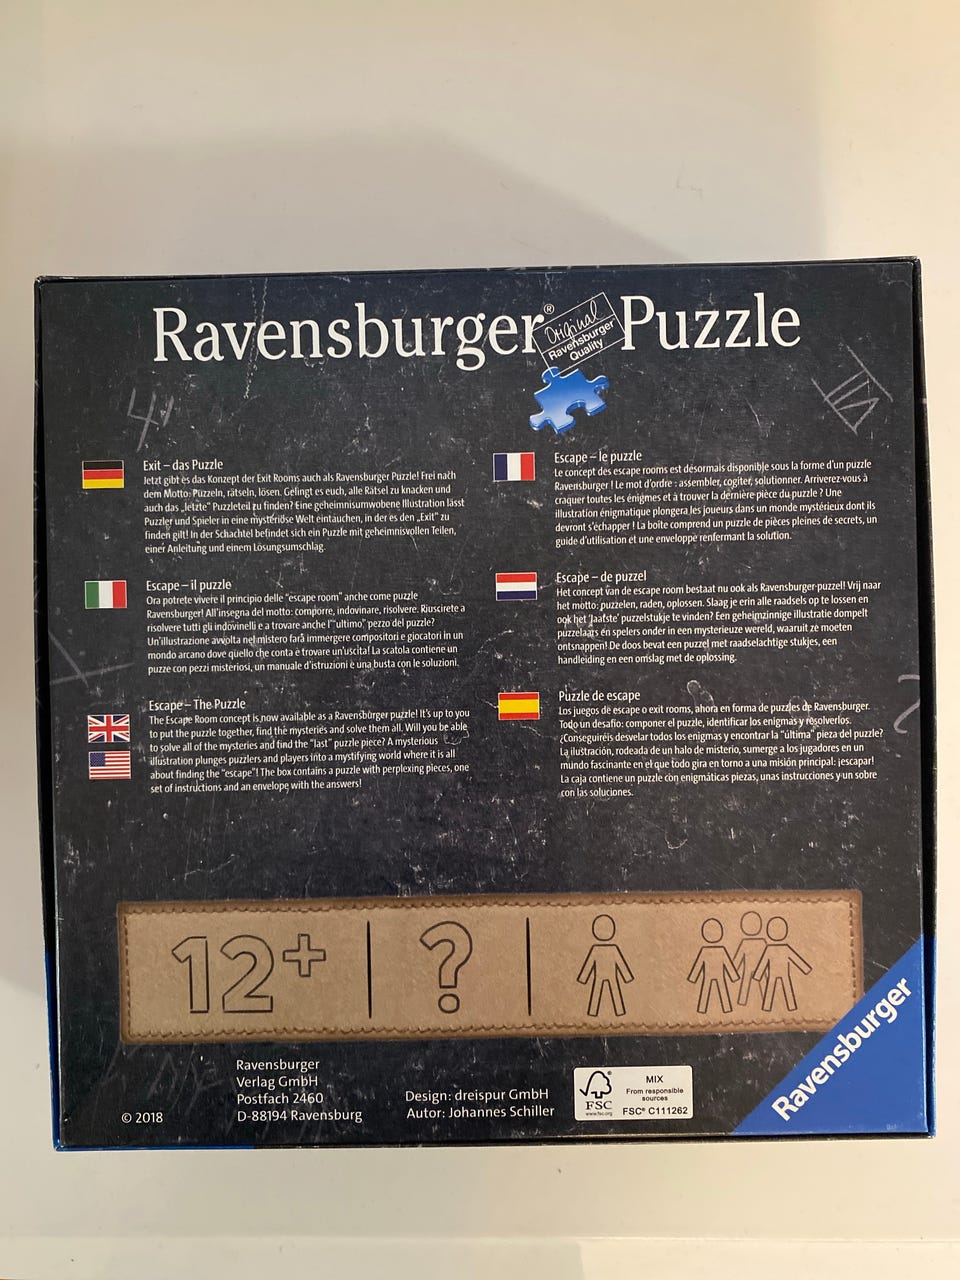 Ravensburger® Puzzle
Original
Ravensburger
Quality
4
VII
Exit – das Puzzle
Jetzt gibt es das Konzept der Exit Rooms auch als Ravensburger Puzzle! Frei nach
dem Motto: Puzzeln, rätseln, lösen. Gelingt es euch, alle Rätsel zu knacken und
auch das „letzte“ Puzzleteil zu finden? Eine geheimnisumwobene Illustration lässt
Puzzler und Spieler in eine mysteriöse Welt eintauchen, in der es den „Exit“ zu
finden gilt! In der Schachtel befindet sich ein Puzzle mit geheimnisvollen Teilen,
einer Anleitung und einem Lösungsumschlag.
Escape – il puzzle
Ora potrete vivere il principio delle "escape room" anche come puzzle
Ravensburger! All'insegna del motto: comporre, indovinare, risolvere. Riuscirete a
risolvere tutti gli indovinelli e a trovare anche l'"ultimo" pezzo del puzzle?
Un'illustrazione avvolta nel mistero farà immergere compositori e giocatori in un
mondo arcano dove quello che conta è trovare un'uscita! La scatola contiene un
puzze con pezzi misteriosi, un manuale d'istruzioni e una busta con le soluzioni.
Escape – The Puzzle
The Escape Room concept is now available as a Ravensburger puzzle! It's up to you
to put the puzzle together, find the mysteries and solve them all. Will you be able
to solve all of the mysteries and find the "last" puzzle piece? A mysterious
illustration plunges puzzlers and players into a mystifying world where it is all
about finding the "escape"! The box contains a puzzle with perplexing pieces, one
set of instructions and an envelope with the answers!
Escape – le puzzle
Le concept des escape rooms est désormais disponible sous la forme d'un puzzle
Ravensburger ! Le mot d'ordre : assembler, cogiter, solutionner. Arriverez-vous à
craquer toutes les énigmes et à trouver la dernière pièce du puzzle ? Une
illustration énigmatique plongera les joueurs dans un monde mystérieux dont ils
devront s'échapper ! La boîte comprend un puzzle de pièces pleines de secrets, un
guide d'utilisation et une enveloppe renfermant la solution.
Escape – de puzzel
Het concept van de escape room bestaat nu ook als Ravensburger-puzzel! Vrij naar
het motto: puzzelen, raden, oplossen. Slaag je erin alle raadsels op te lossen en
ook het 'laatste' puzzelstukje te vinden? Een geheimzinnige illustratie dompelt
puzzelaars én spelers onder in een mysterieuze wereld, waaruit ze moeten
ontsnappen! De doos bevat een puzzel met raadselachtige stukjes, een
handleiding en een omslag met de oplossing.
Puzzle de escape
Los juegos de escape o exit rooms, ahora en forma de puzzles de Ravensburger.
Todo un desafío: componer el puzzle, identificar los enigmas y resolverlos.
¿Conseguiréis desvelar todos los enigmas y encontrar la "última" pieza del puzzle?
La ilustración, rodeada de un halo de misterio, sumerge a los jugadores en un
mundo fascinante en el que todo gira en torno a una misión principal: ¡escapar!
La caja contiene un puzzle con enigmáticas piezas, unas instrucciones y un sobre
con las soluciones.
12+ ?
© 2018
Ravensburger
Verlag GmbH
Postfach 2460
D-88194 Ravensburg
Design: dreispur GmbH
Autor: Johannes Schiller
FSC
www.fsc.org
MIX
From responsible
sources
FSC® C111262
Ravensburger